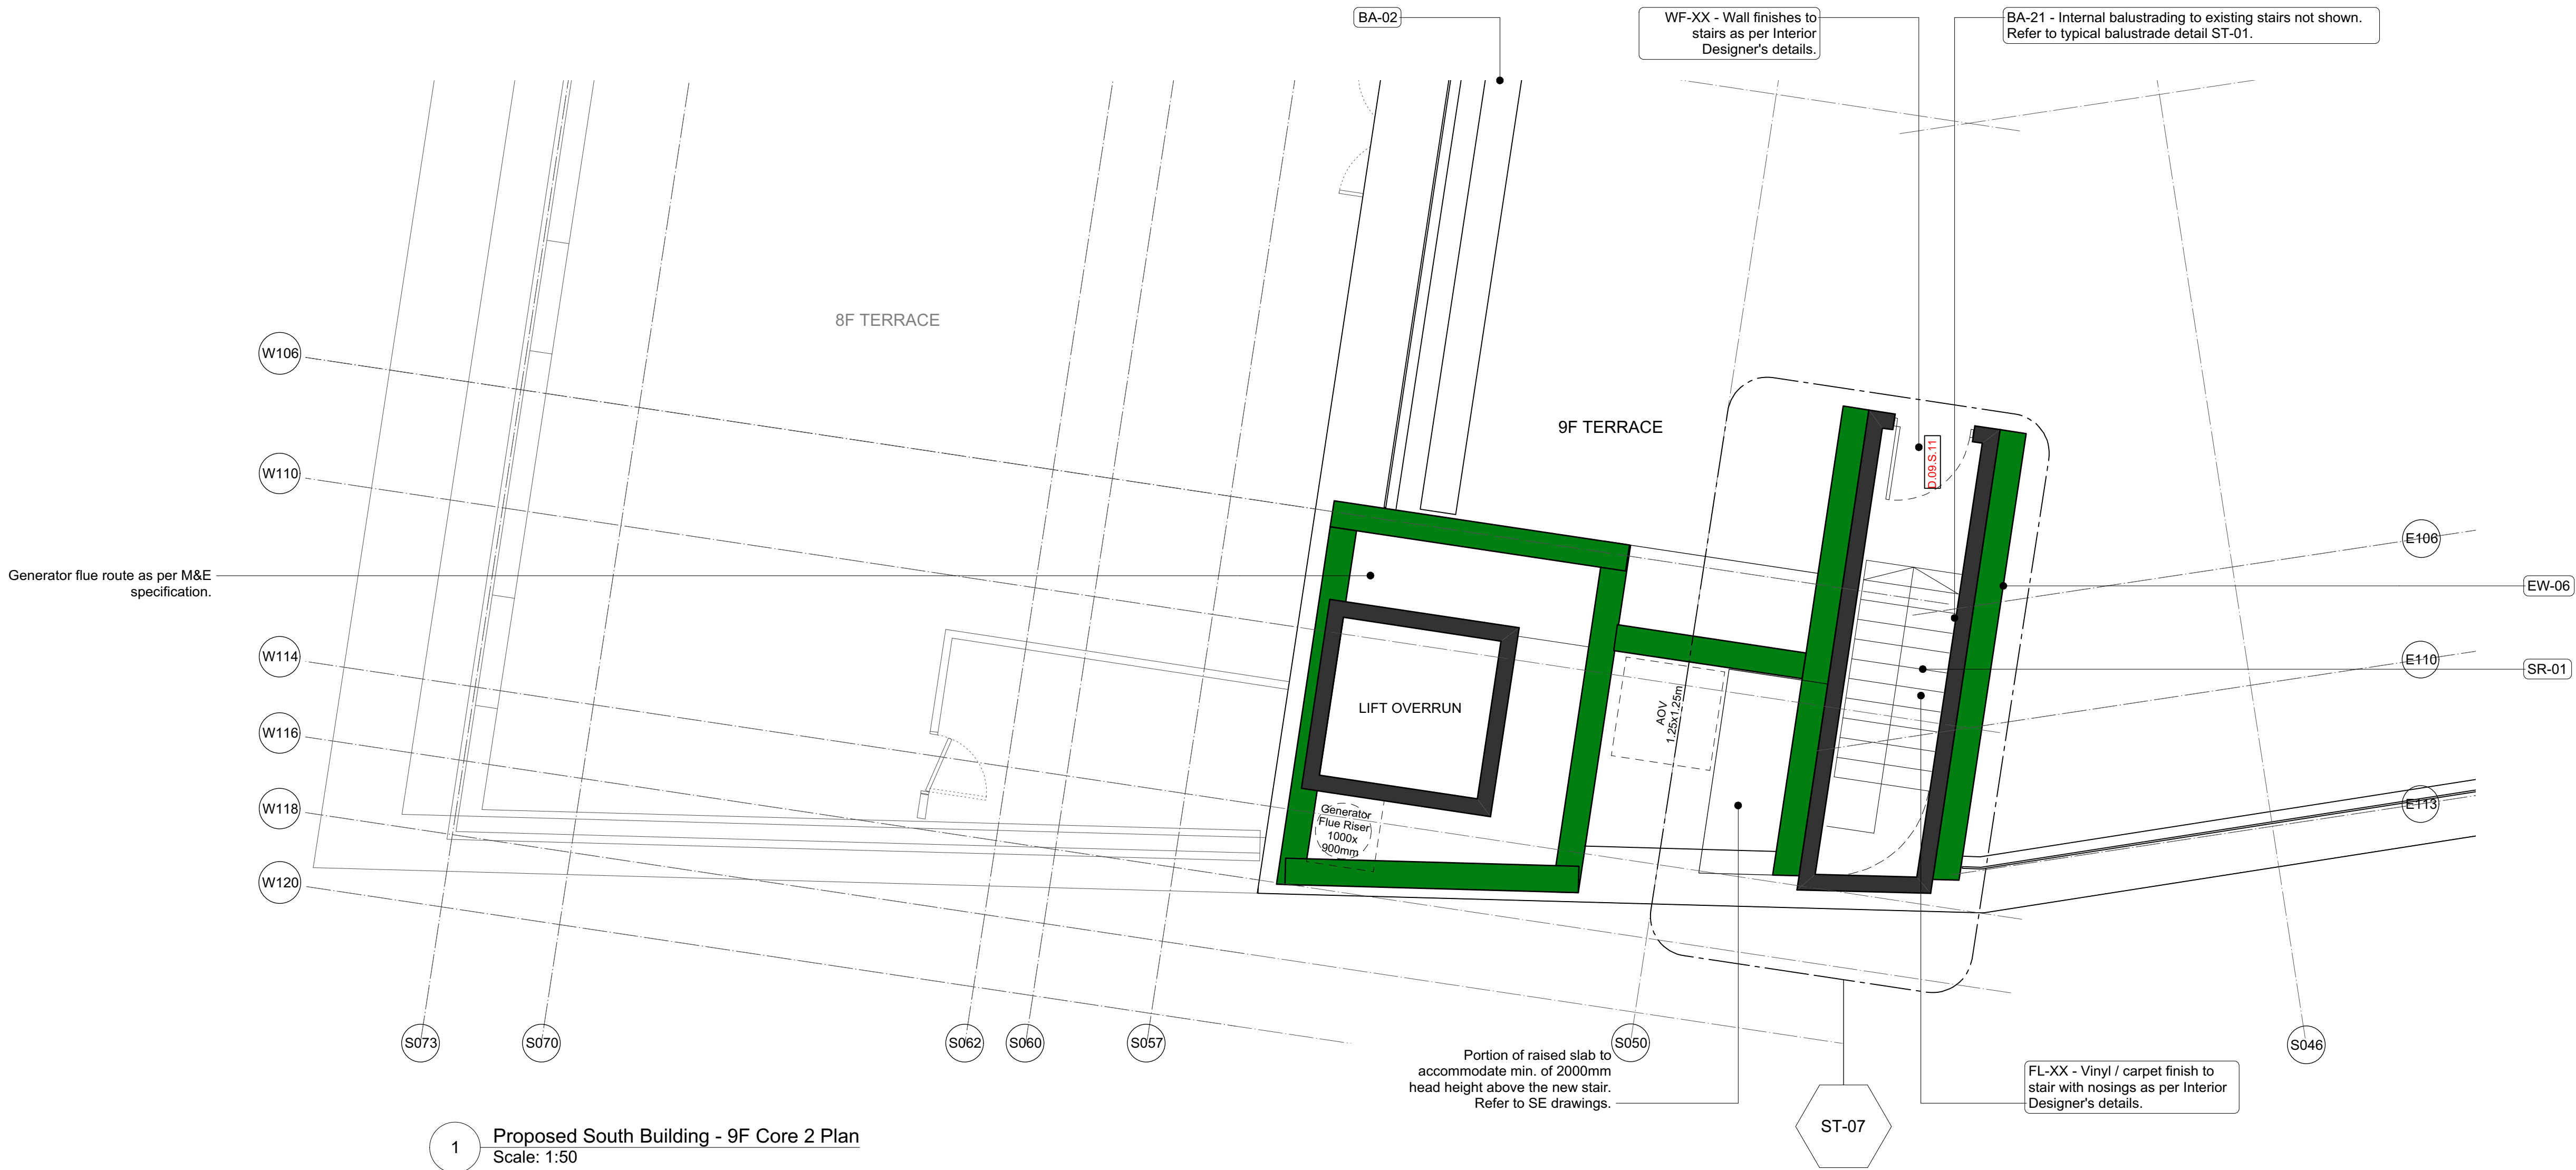 BA-02
WF-XX - Wall finishes to
stairs as per Interior
Designer's details.
BA-21 - Internal balustrading to existing stairs not shown.
Refer to typical balustrade detail ST-01.
8F TERRACE
9F TERRACE
W106
W110
W114
W116
W118
W120
D.09.S.11
E106
E110
E113
EW-06
SR-01
Generator flue route as per M&E
specification.
LIFT OVERRUN
AOV
1.25x1.25m
Generator
Flue Riser
1000x
900mm
S073
S070
S062
S060
S057
S050
S046
Portion of raised slab to
accommodate min. of 2000mm
head height above the new stair.
Refer to SE drawings.
FL-XX - Vinyl / carpet finish to
stair with nosings as per Interior
Designer's details.
ST-07
1
Proposed South Building - 9F Core 2 Plan
Scale: 1:50